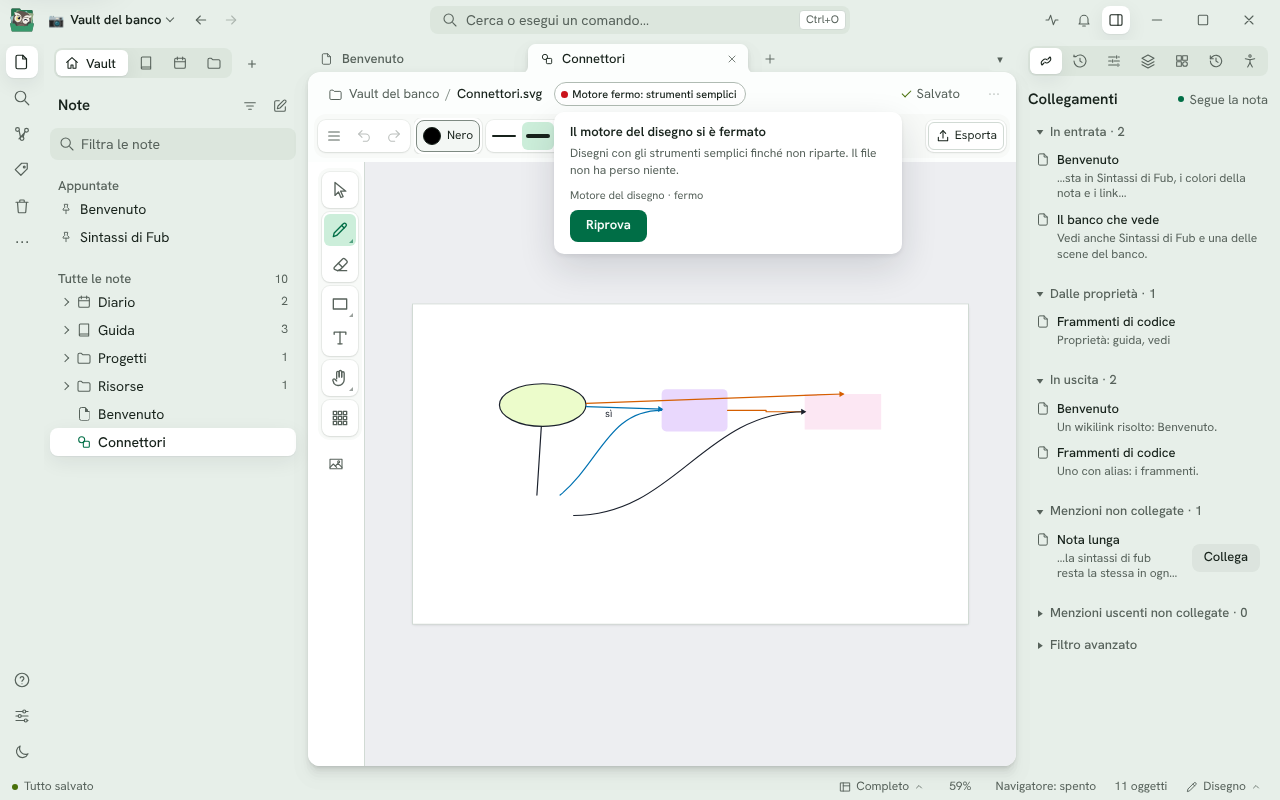 Vault del banco
Cerca o esegui un comando...
Ctrl+O
Vault
Note
Filtra le note
Appuntate
Benvenuto
Sintassi di Fub
Tutte le note 10
Diario 2
Guida 3
Progetti 1
Risorse 1
Benvenuto
Connettori
Benvenuto
Connettori
Vault del banco / Connettori.svg
Motore fermo: strumenti semplici
Salvato
Nero
Esporta
Il motore del disegno si è fermato
Disegni con gli strumenti semplici finché non riparte. Il file
non ha perso niente.
Motore del disegno · fermo
Riprova
sì
Collegamenti
Segue la nota
In entrata · 2
Benvenuto
...sta in Sintassi di Fub, i colori della
nota e i link...
Il banco che vede
Vedi anche Sintassi di Fub e una delle
scene del banco.
Dalle proprietà · 1
Frammenti di codice
Proprietà: guida, vedi
In uscita · 2
Benvenuto
Un wikilink risolto: Benvenuto.
Frammenti di codice
Uno con alias: i frammenti.
Menzioni non collegate · 1
Nota lunga
...la sintassi di fub
resta la stessa in ogn...
Collega
Menzioni uscenti non collegate · 0
Filtro avanzato
Tutto salvato
Completo
59%
Navigatore: spento
11 oggetti
Disegno